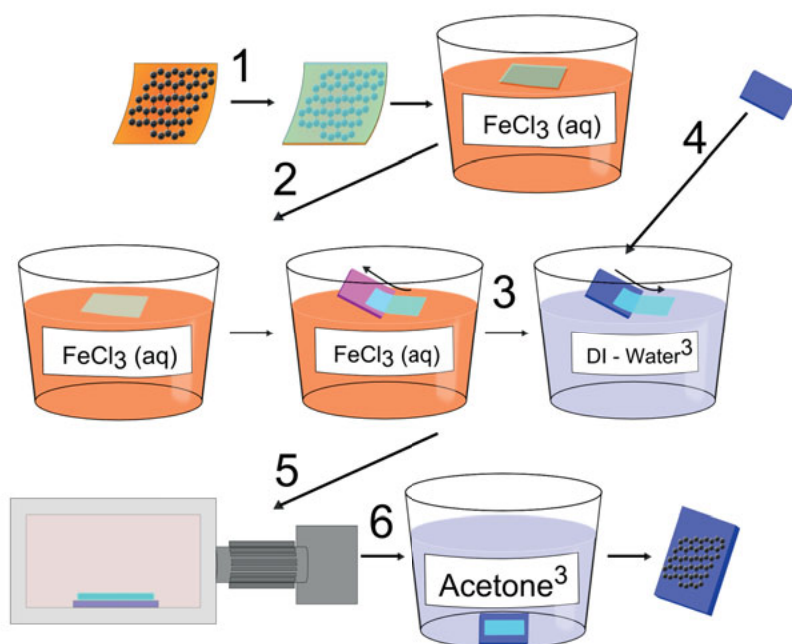 1
FeCl₃ (aq)
4
2
FeCl₃ (aq)
FeCl₃ (aq)
3
DI - Water³
5
6
Acetone³